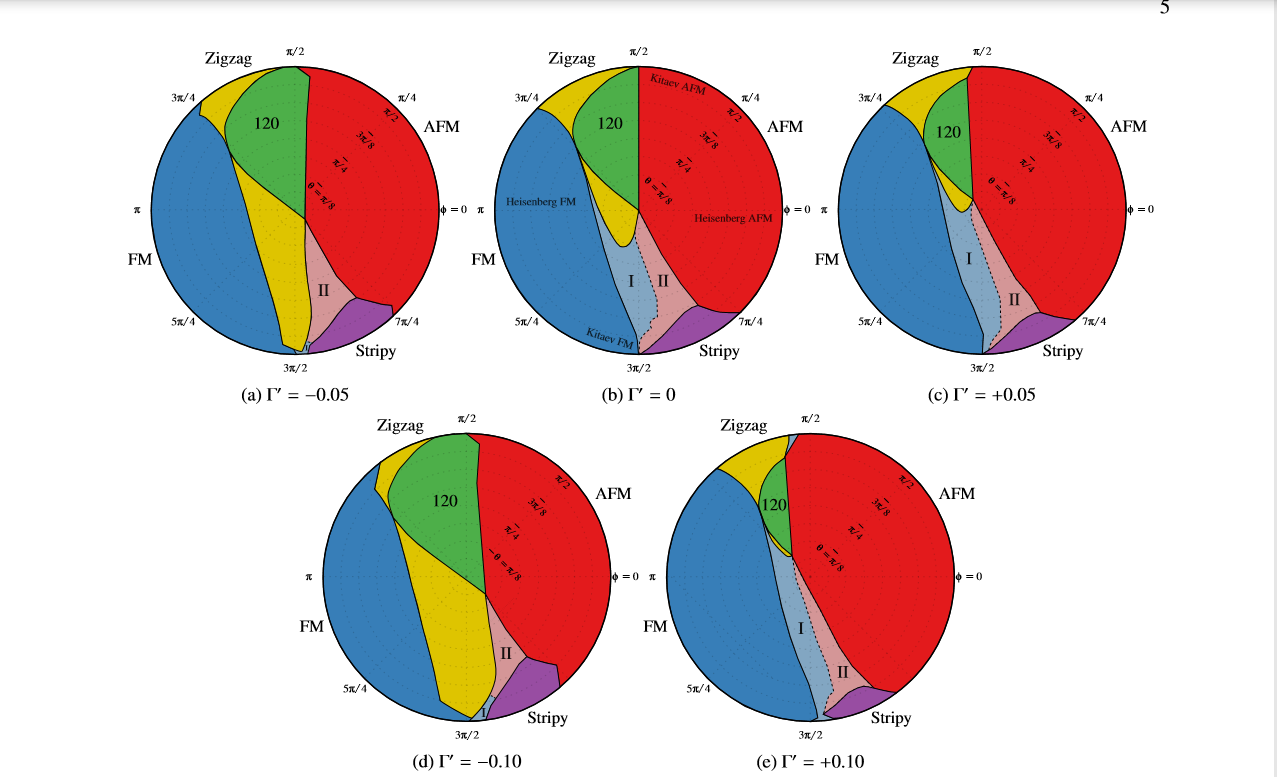 5
Zigzag
π/2
3π/4
π/4
π/2
AFM
120
3π/8
π/4
θ = π/8
π
ϕ = 0
FM
II
5π/4
7π/4
I
Stripy
3π/2
(a) Γ′ = −0.05
Zigzag
π/2
Kitaev AFM
3π/4
π/4
π/2
AFM
120
3π/8
π/4
θ = π/8
Heisenberg FM
π
ϕ = 0
Heisenberg AFM
FM
I
II
5π/4
7π/4
Kitaev FM
Stripy
3π/2
(b) Γ′ = 0
Zigzag
π/2
3π/4
π/4
π/2
AFM
120
3π/8
π/4
θ = π/8
π
ϕ = 0
FM
I
II
5π/4
7π/4
Stripy
3π/2
(c) Γ′ = +0.05
Zigzag
π/2
π/2
AFM
120
3π/8
π/4
θ = π/8
π
ϕ = 0
FM
II
5π/4
I
Stripy
3π/2
(d) Γ′ = −0.10
Zigzag
π/2
π/2
AFM
120
3π/8
π/4
θ = π/8
π
ϕ = 0
FM
I
II
5π/4
Stripy
3π/2
(e) Γ′ = +0.10